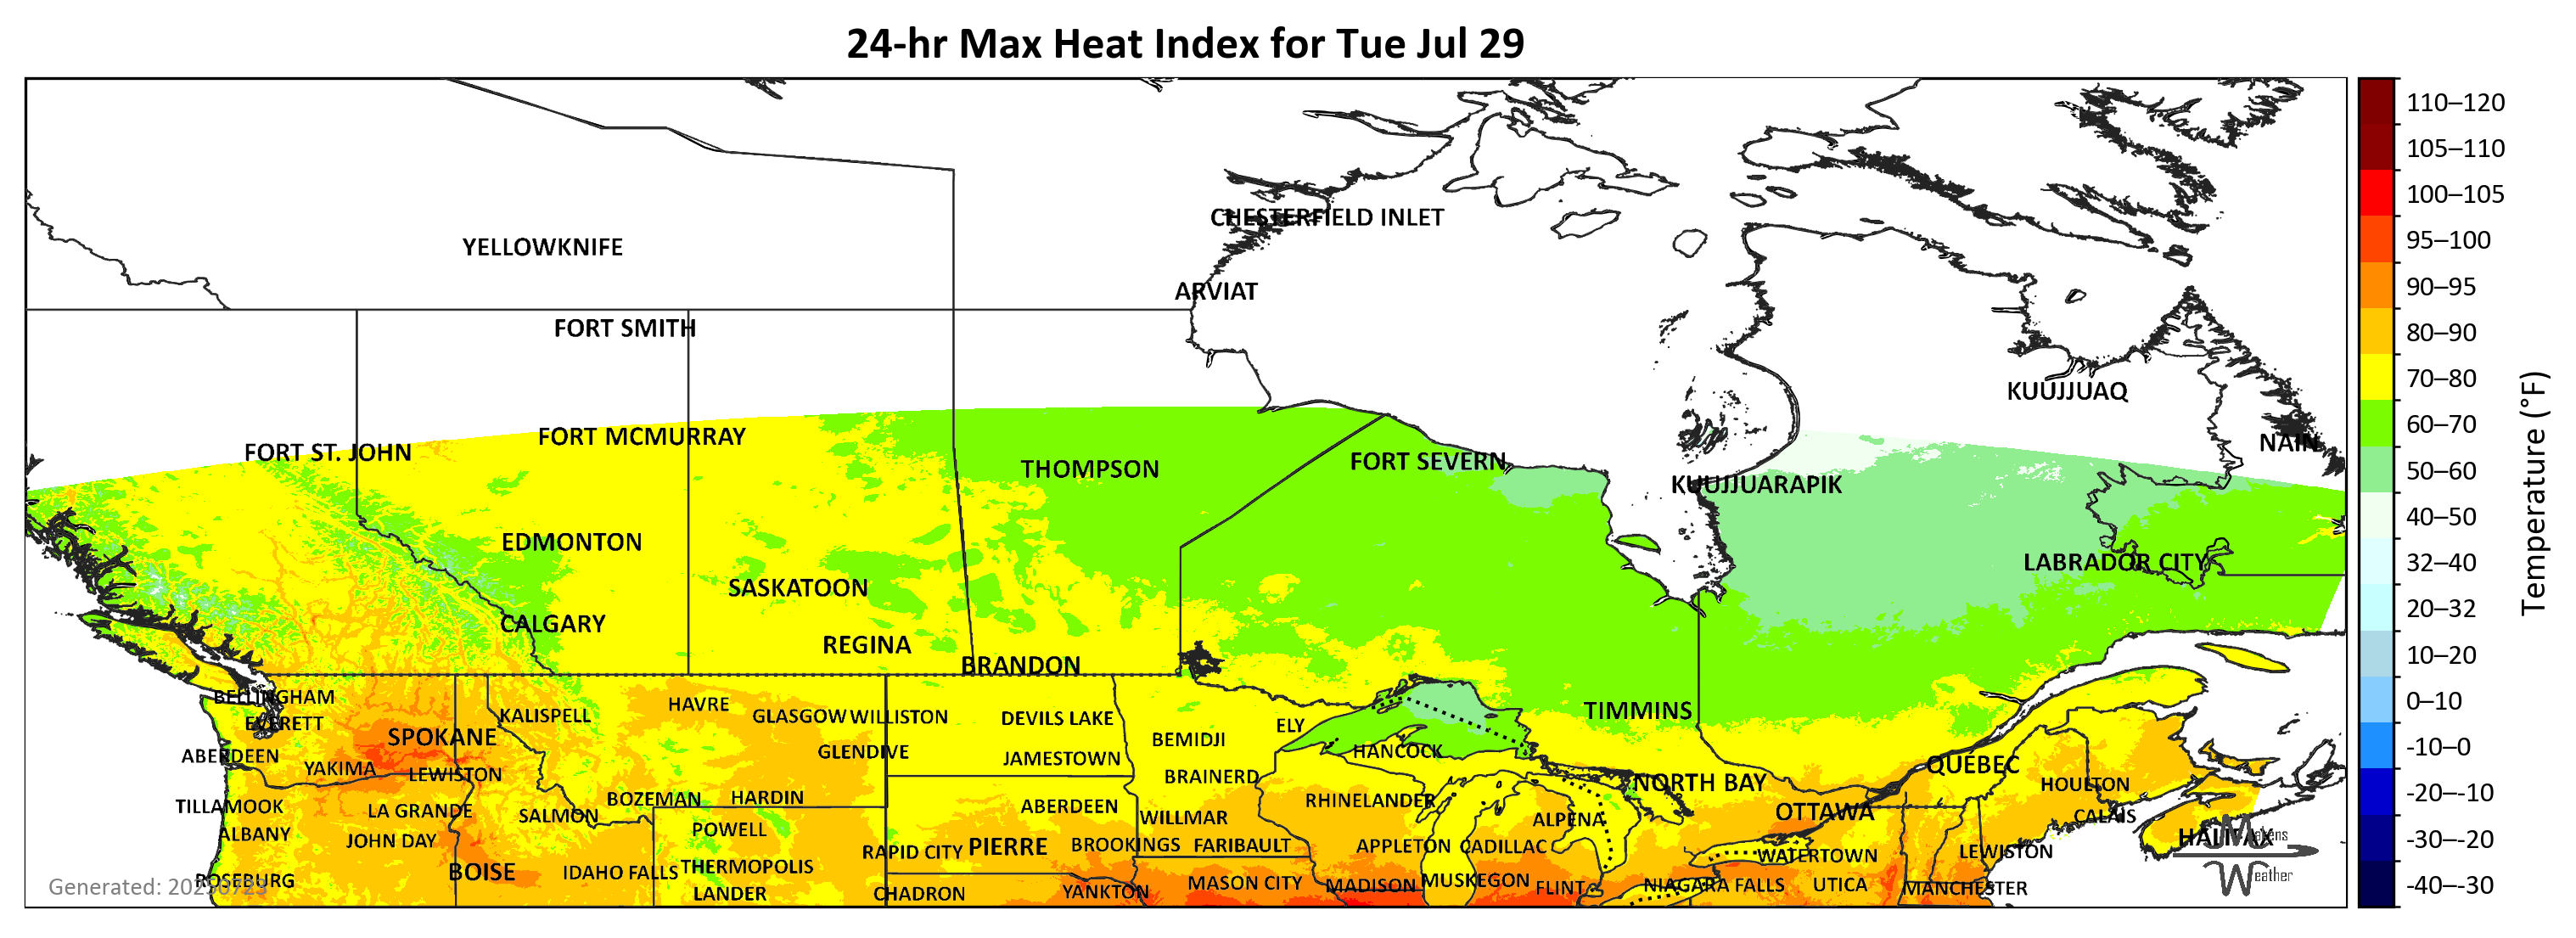 24-hr Max Heat Index for Tue Jul 29
CHESTERFIELD INLET
YELLOWKNIFE
ARVIAT
FORT SMITH
KUUJJUAQ
FORT MCMURRAY
NAIN
FORT ST. JOHN
THOMPSON
FORT SEVERN
KUUJJUARAPIK
EDMONTON
LABRADOR CITY
SASKATOON
CALGARY
REGINA
BRANDON
BELLINGHAM
HAVRE
KALISPELL
GLASGOW
WILLISTON
DEVILS LAKE
TIMMINS
EVERETT
ELY
SPOKANE
BEMIDJI
HANCOCK
GLENDIVE
ABERDEEN
JAMESTOWN
QUÉBEC
YAKIMA
LEWISTON
BRAINERD
NORTH BAY
HOULTON
BOZEMAN
HARDIN
RHINELANDER
TILLAMOOK
LA GRANDE
SALMON
ABERDEEN
WILLMAR
ALPENA
OTTAWA
CALAIS
ALBANY
JOHN DAY
POWELL
HALIFAX
PIERRE
BROOKINGS
FARIBAULT
APPLETON
CADILLAC
RAPID CITY
WATERTOWN
LEWISTON
BOISE
IDAHO FALLS
THERMOPOLIS
ROSEBURG
MASON CITY
MADISON
MUSKEGON
FLINT
NIAGARA FALLS
UTICA
MANCHESTER
LANDER
CHADRON
YANKTON
Generated: 20250723
Weather
110–120
105–110
100–105
95–100
90–95
80–90
70–80
60–70
50–60
40–50
32–40
20–32
10–20
0–10
-10–0
-20–-10
-30–-20
-40–-30
Temperature (°F)